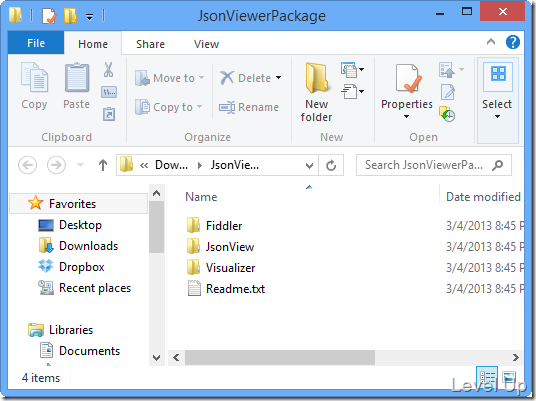 JsonViewerPackage
File Home Share View
Copy Paste Move to Copy to Delete Rename New folder Properties Open Select
Clipboard Organize New Open
« Dow... JsonVie... Search JsonViewerPa...
Name Date modified
Favorites
Desktop
Downloads
Dropbox
Recent places
Libraries
Documents
Fiddler 3/4/2013 8:45 P
JsonView 3/4/2013 8:45 P
Visualizer 3/4/2013 8:45 P
Readme.txt 3/4/2013 8:45 P
4 items
Level Up